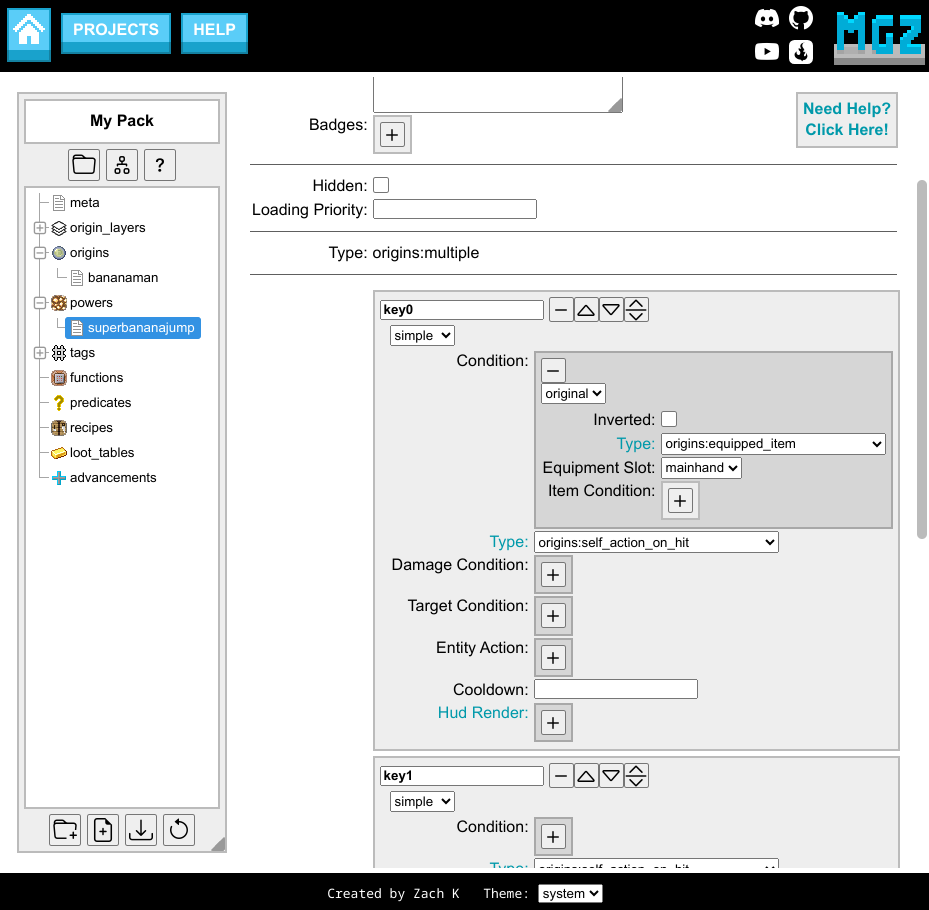 PROJECTS
HELP
MGZ
My Pack
?
meta
origin_layers
origins
bananaman
powers
superbananajump
tags
functions
predicates
recipes
loot_tables
advancements
Need Help?
Click Here!
Badges:
Hidden:
Loading Priority:
Type: origins:multiple
key0
simple
Condition:
original
Inverted:
Type: origins:equipped_item
Equipment Slot: mainhand
Item Condition:
Type: origins:self_action_on_hit
Damage Condition:
Target Condition:
Entity Action:
Cooldown:
Hud Render:
key1
simple
Condition:
Type: origins:self_action_on_hit
Created by Zach K Theme: system